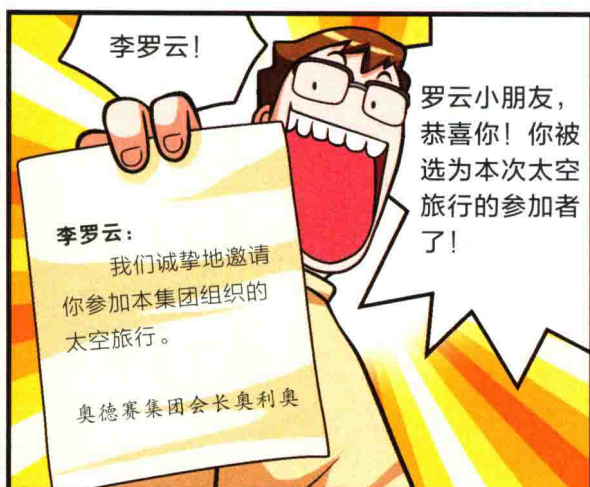 李罗云！
罗云小朋友，
恭喜你！你被
选为本次太空
旅行的参加者
了！
李罗云：
我们诚挚地邀请
你参加本集团组织的
太空旅行。
奥德赛集团会长奥利奥